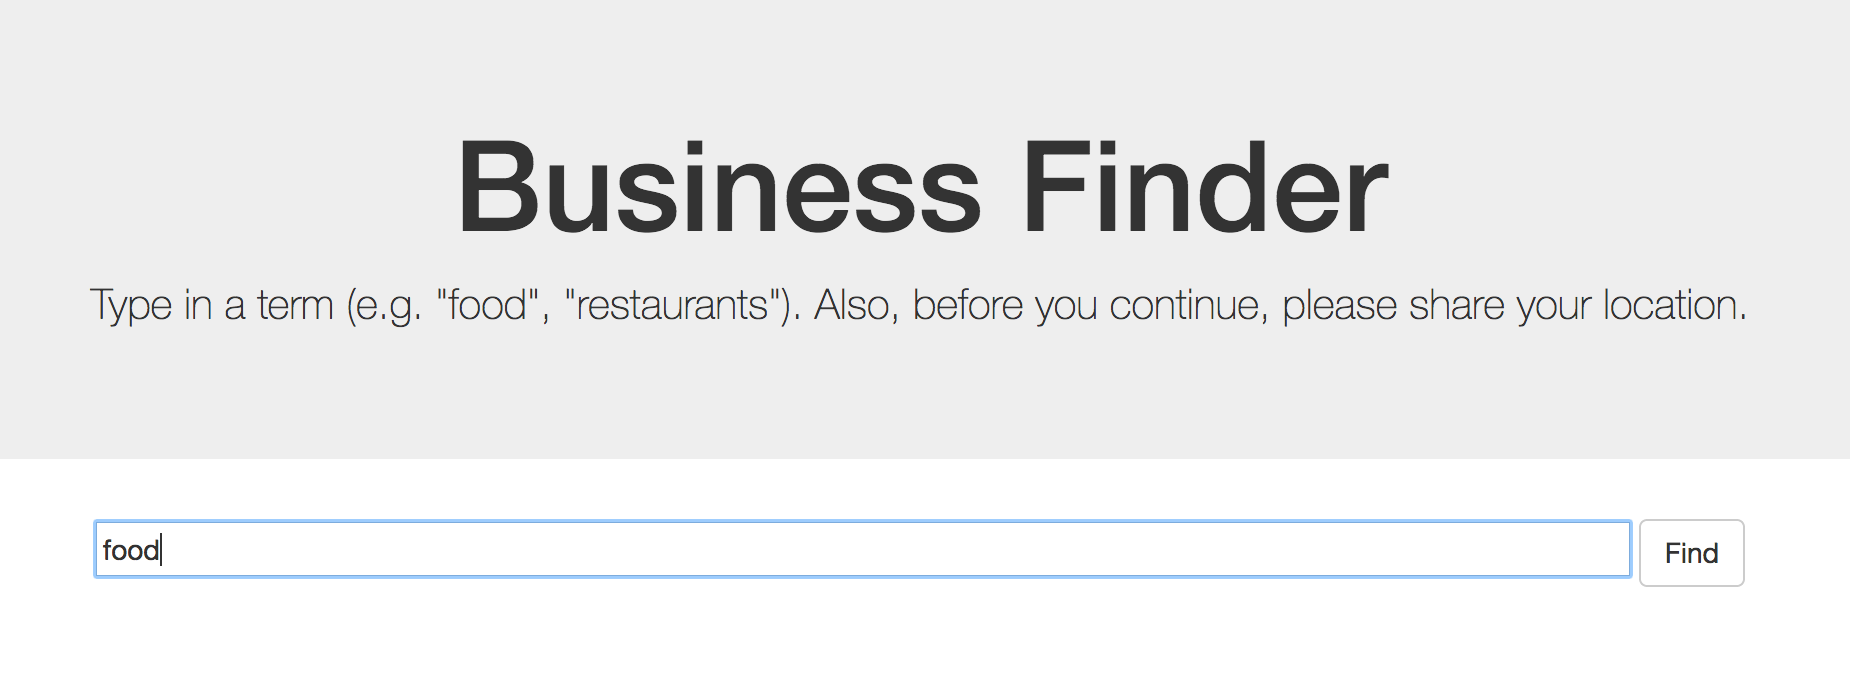 Business Finder
Type in a term (e.g. "food", "restaurants"). Also, before you continue, please share your location.
food
Find